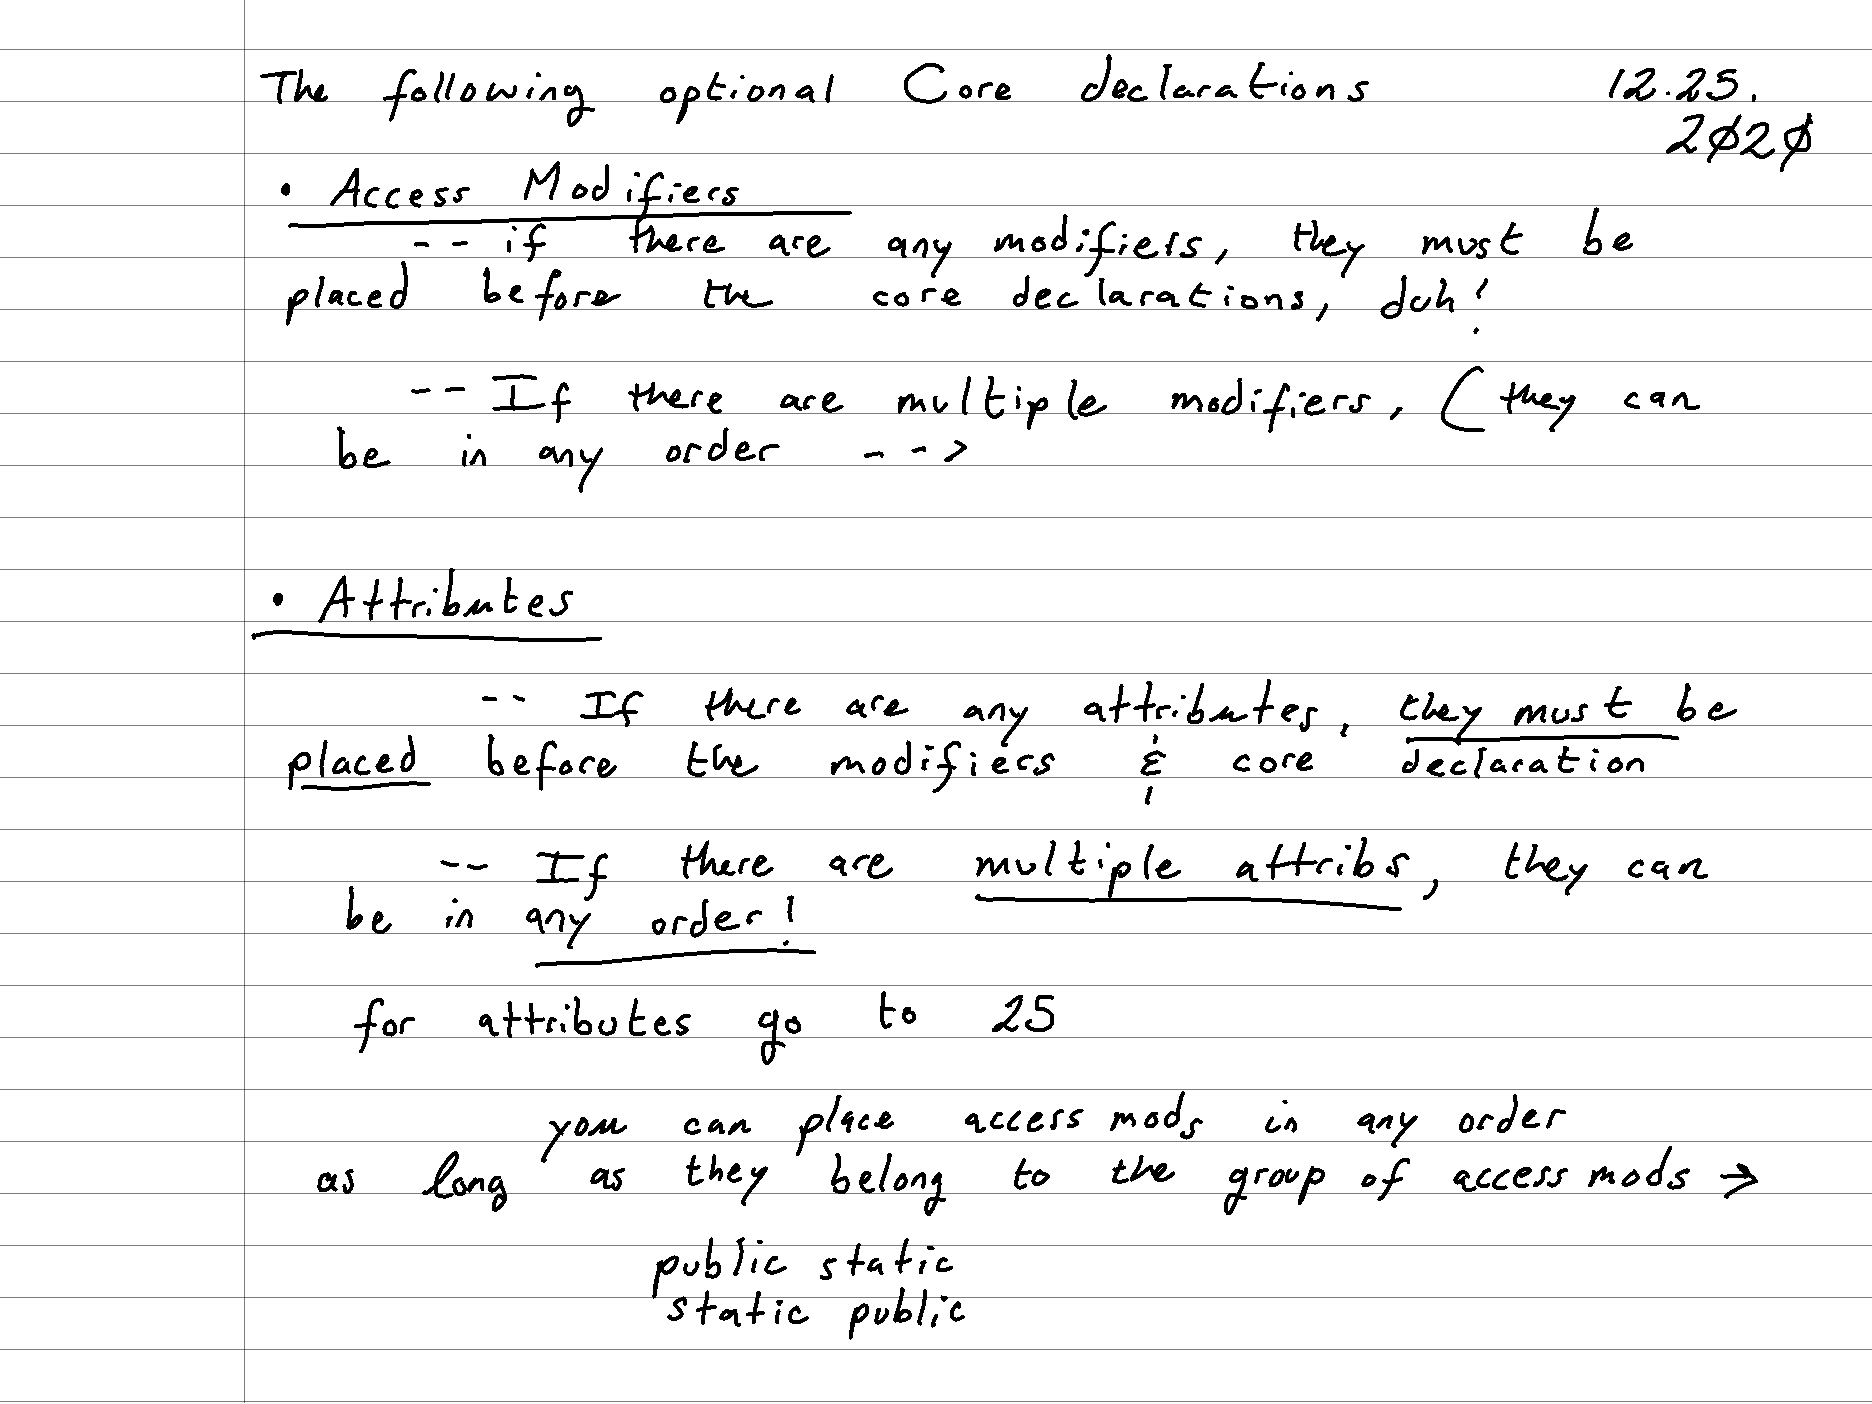 The following optional Core declarations 12.25.
2020
• Access Modifiers
-- if there are any modifiers, they must be
placed before the core declarations, duh!
-- If there are multiple modifiers, (they can
be in any order -->
• Attributes
-- If there are any attributes, they must be
placed before the modifiers & core declaration
-- If there are multiple attribs, they can
be in any order!
for attributes go to 25
you can place access mods in any order
as long as they belong to the group of access mods →
public static
static public